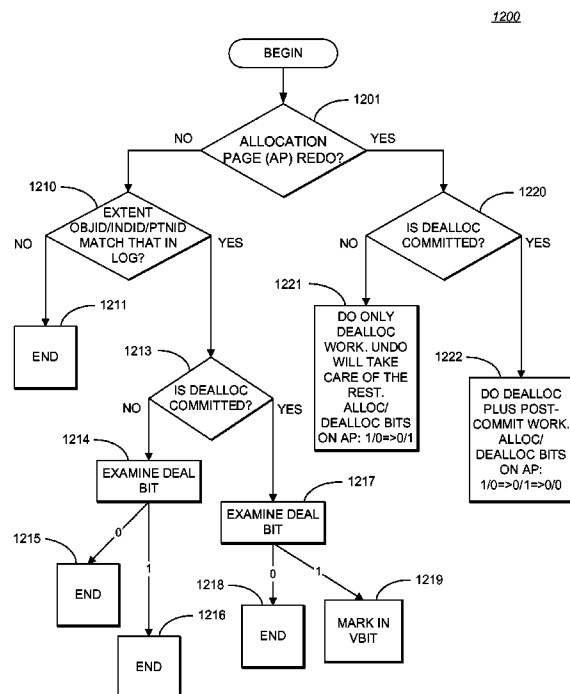 1200
BEGIN
1201
ALLOCATION
PAGE (AP) REDO?
NO
YES
1210
EXTENT
OBJID/INDID/PTNID
MATCH THAT IN
LOG?
NO
YES
1220
IS DEALLOC
COMMITTED?
NO
YES
1211
END
1221
DO ONLY
DEALLOC
WORK. UNDO
WILL TAKE
CARE OF THE
REST.
ALLOC/
DEALLOC BITS
ON AP: 1/0=>0/1
1222
DO DEALLOC
PLUS POST-
COMMIT WORK.
ALLOC/
DEALLOC BITS
ON AP:
1/0=>0/1=>0/0
1213
IS DEALLOC
COMMITTED?
NO
YES
1214
EXAMINE DEAL
BIT
1217
EXAMINE DEAL
BIT
0
1
0
1
1215
END
1216
END
1218
END
1219
MARK IN
VBIT